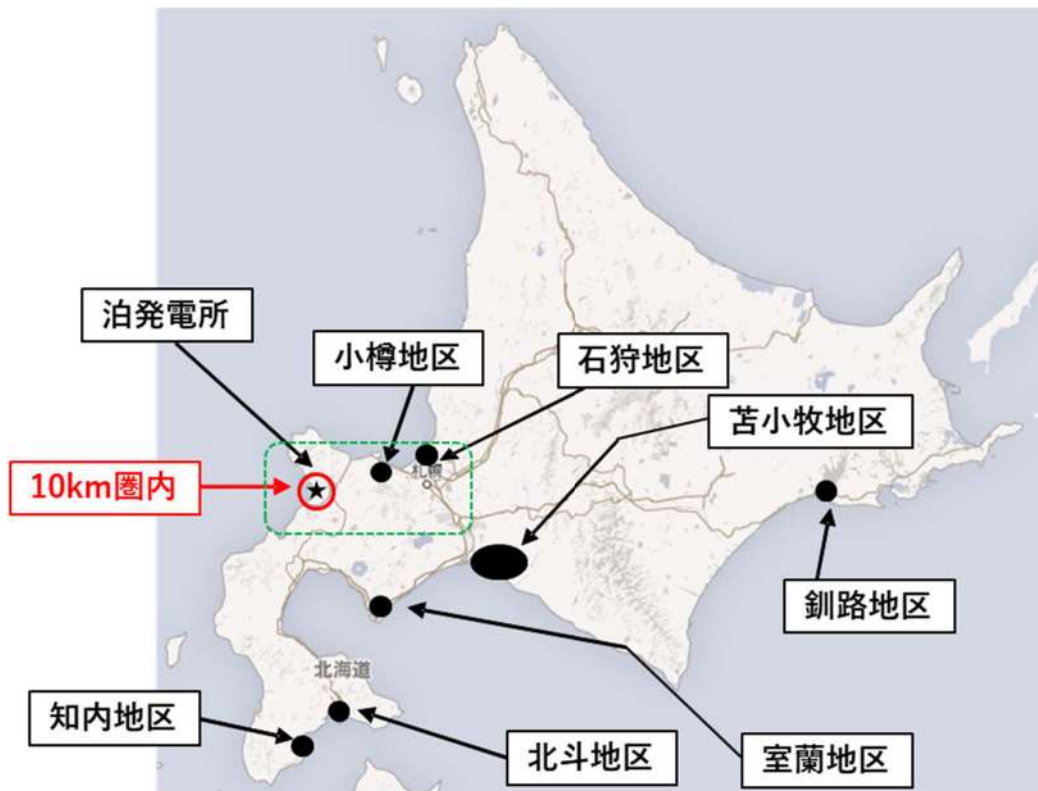 泊発電所
小樽地区
石狩地区
苫小牧地区
10km圏内
札幌
釧路地区
北海道
知内地区
北斗地区
室蘭地区